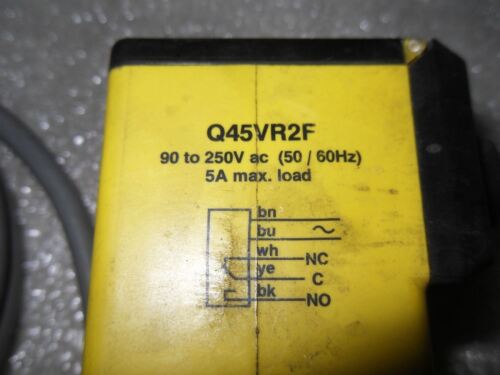 Q45VR2F
90 to 250V ac (50 / 60Hz)
5A max. load
bn
bu
wh
NC
ye
C
bk
NO